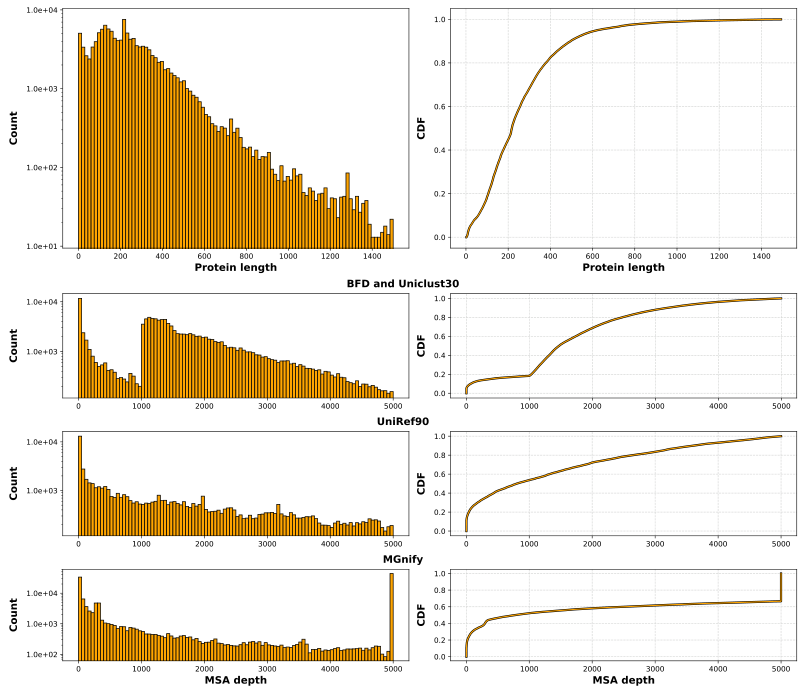 1.0e+04
1.0e+03
1.0e+02
1.0e+01
Count
0 200 400 600 800 1000 1200 1400
Protein length
1.0
0.8
0.6
0.4
0.2
0.0
CDF
0 200 400 600 800 1000 1200 1400
Protein length
BFD and Uniclust30
1.0e+04
1.0e+03
Count
0 1000 2000 3000 4000 5000
1.0
0.8
0.6
0.4
0.2
0.0
CDF
0 1000 2000 3000 4000 5000
UniRef90
1.0e+04
1.0e+03
Count
0 1000 2000 3000 4000 5000
1.0
0.8
0.6
0.4
0.2
0.0
CDF
0 1000 2000 3000 4000 5000
MGnify
1.0e+04
1.0e+03
1.0e+02
Count
0 1000 2000 3000 4000 5000
MSA depth
1.0
0.8
0.6
0.4
0.2
0.0
CDF
0 1000 2000 3000 4000 5000
MSA depth